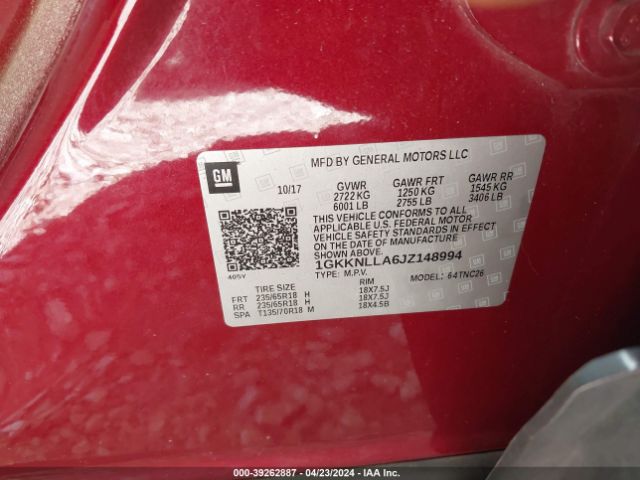 GM
MFD BY GENERAL MOTORS LLC
10/17 GVWR GAWR FRT GAWR RR
2722 KG 1250 KG 1545 KG
6001 LB 2755 LB 3406 LB
THIS VEHICLE CONFORMS TO ALL
APPLICABLE U.S. FEDERAL MOTOR
VEHICLE SAFETY STANDARDS IN EFFECT
ON THE DATE OF MANUFACTURE
SHOWN ABOVE.
1GKKNLLA6JZ148994
405V
TYPE: M.P.V. MODEL: 64TNC26
TIRE SIZE RIM
FRT 235/65R18 H 18X7.5J
RR 235/65R18 H 18X7.5J
SPA T135/70R18 M 18X4.5B
000-39262887 - 04/23/2024 - IAAI.com